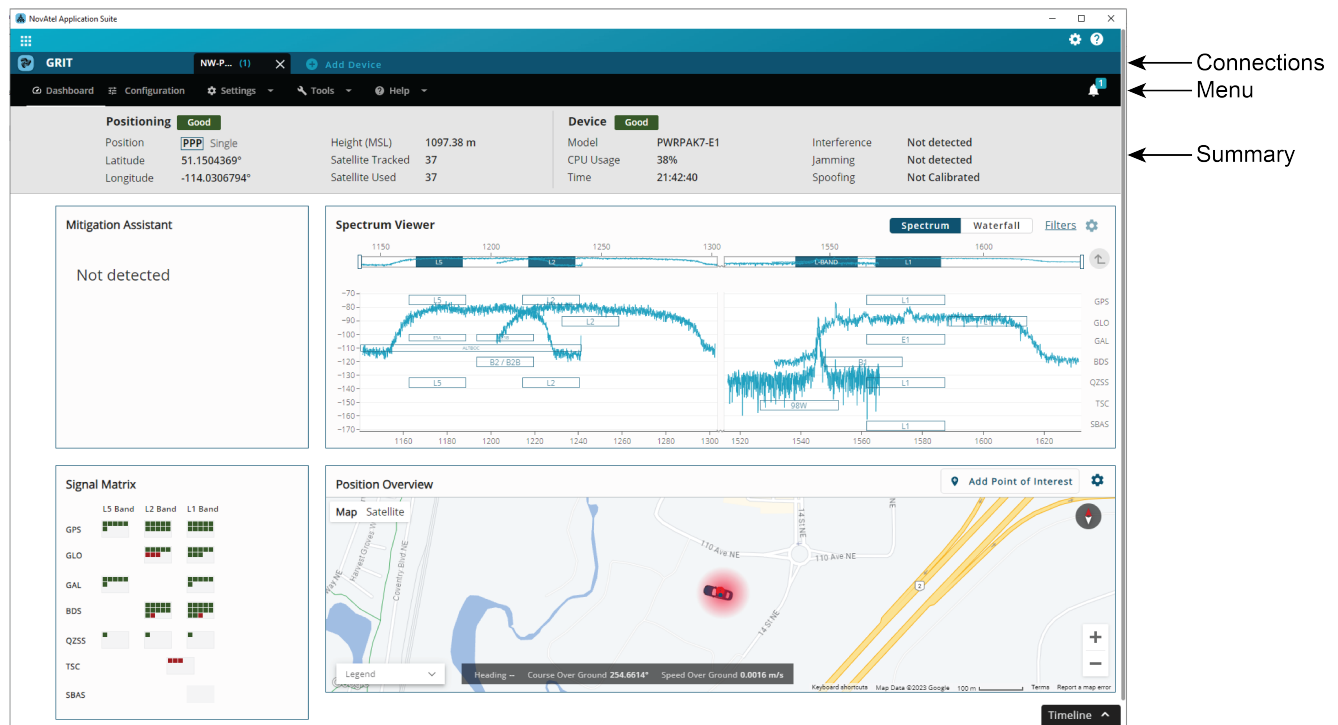 NovAtel Application Suite
GRIT
NW-P... (1)
Add Device
Connections
Dashboard
Configuration
Settings
Tools
Help
1
Menu
Positioning Good
Position PPP Single
Latitude 51.1504369°
Longitude -114.0306794°
Height (MSL) 1097.38 m
Satellite Tracked 37
Satellite Used 37
Device Good
Model PWRPAK7-E1
CPU Usage 38%
Time 21:42:40
Interference Not detected
Jamming Not detected
Spoofing Not Calibrated
Summary
Mitigation Assistant
Not detected
Spectrum Viewer
Spectrum Waterfall Filters
1150 1200 1250 1300 1550 1600
L5 L2 L-BAND L1
-70
-80
-90
-100
-110
-120
-130
-140
-150
-160
-170
L5 L2 L1 GPS
L2 GLO
E5A E1 GAL
ALTBOC
B2 / B2B B1 BDS
L5 L2 L1 QZSS
98W TSC
L1 SBAS
1160 1180 1200 1220 1240 1260 1280 1300 1520 1540 1560 1580 1600 1620
Signal Matrix
L5 Band L2 Band L1 Band
GPS
GLO
GAL
BDS
QZSS
TSC
SBAS
Position Overview
Add Point of Interest
Map Satellite
Harvest Groves W
Way NE
Coventry Blvd NE
110 Ave NE
14 St NE
110 Ave NE
14 St NE
NE
2
Legend
Heading -- Course Over Ground 254.6614° Speed Over Ground 0.0016 m/s
+
−
Keyboard shortcuts Map Data ©2023 Google 100 m Terms Report a map error
Timeline